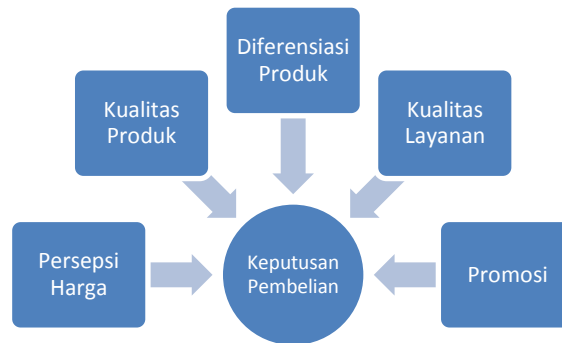 Diferensiasi
Produk
Kualitas
Produk
Kualitas
Layanan
Persepsi
Harga
Keputusan
Pembelian
Promosi